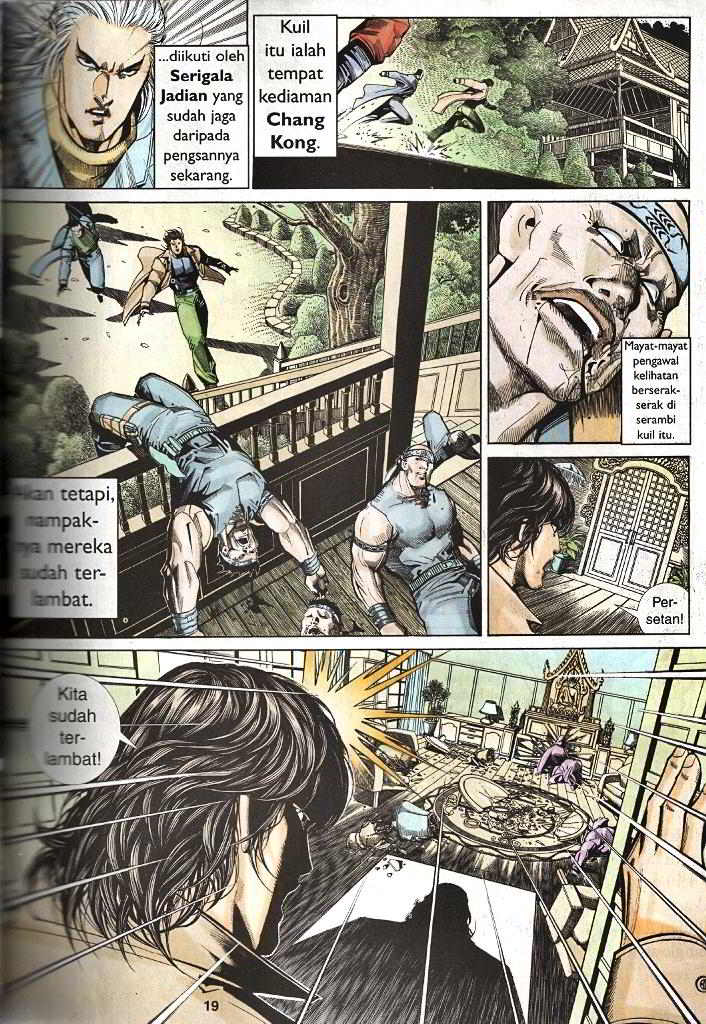 ...diikuti oleh
Serigala
Jadian yang
sudah jaga
daripada
pengsannya
sekarang.
Kuil
itu ialah
tempat
kediaman
Chang
Kong.
tetapi,
mereka
sudah ter-
lambat.
Mayat-mayat
pengawal
kelihatan
berserak-
serak di
serambi
kuil itu.
Per-
setan!
Kita
sudah
ter-
lambat!
19